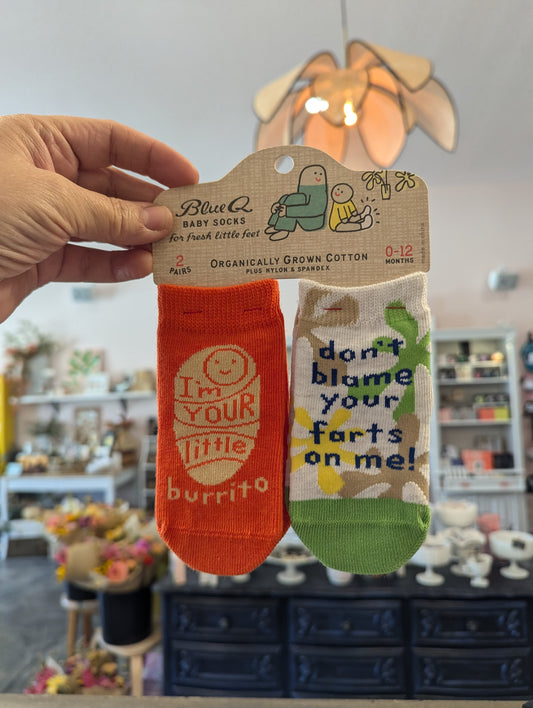 Blue Q
BABY SOCKS
for fresh little feet
2
PAIRS
ORGANICALLY GROWN COTTON
PLUS NYLON & SPANDEX
0-12
MONTHS
I'm
YOUR
little
burrito
don't
blame
your
farts
on me!